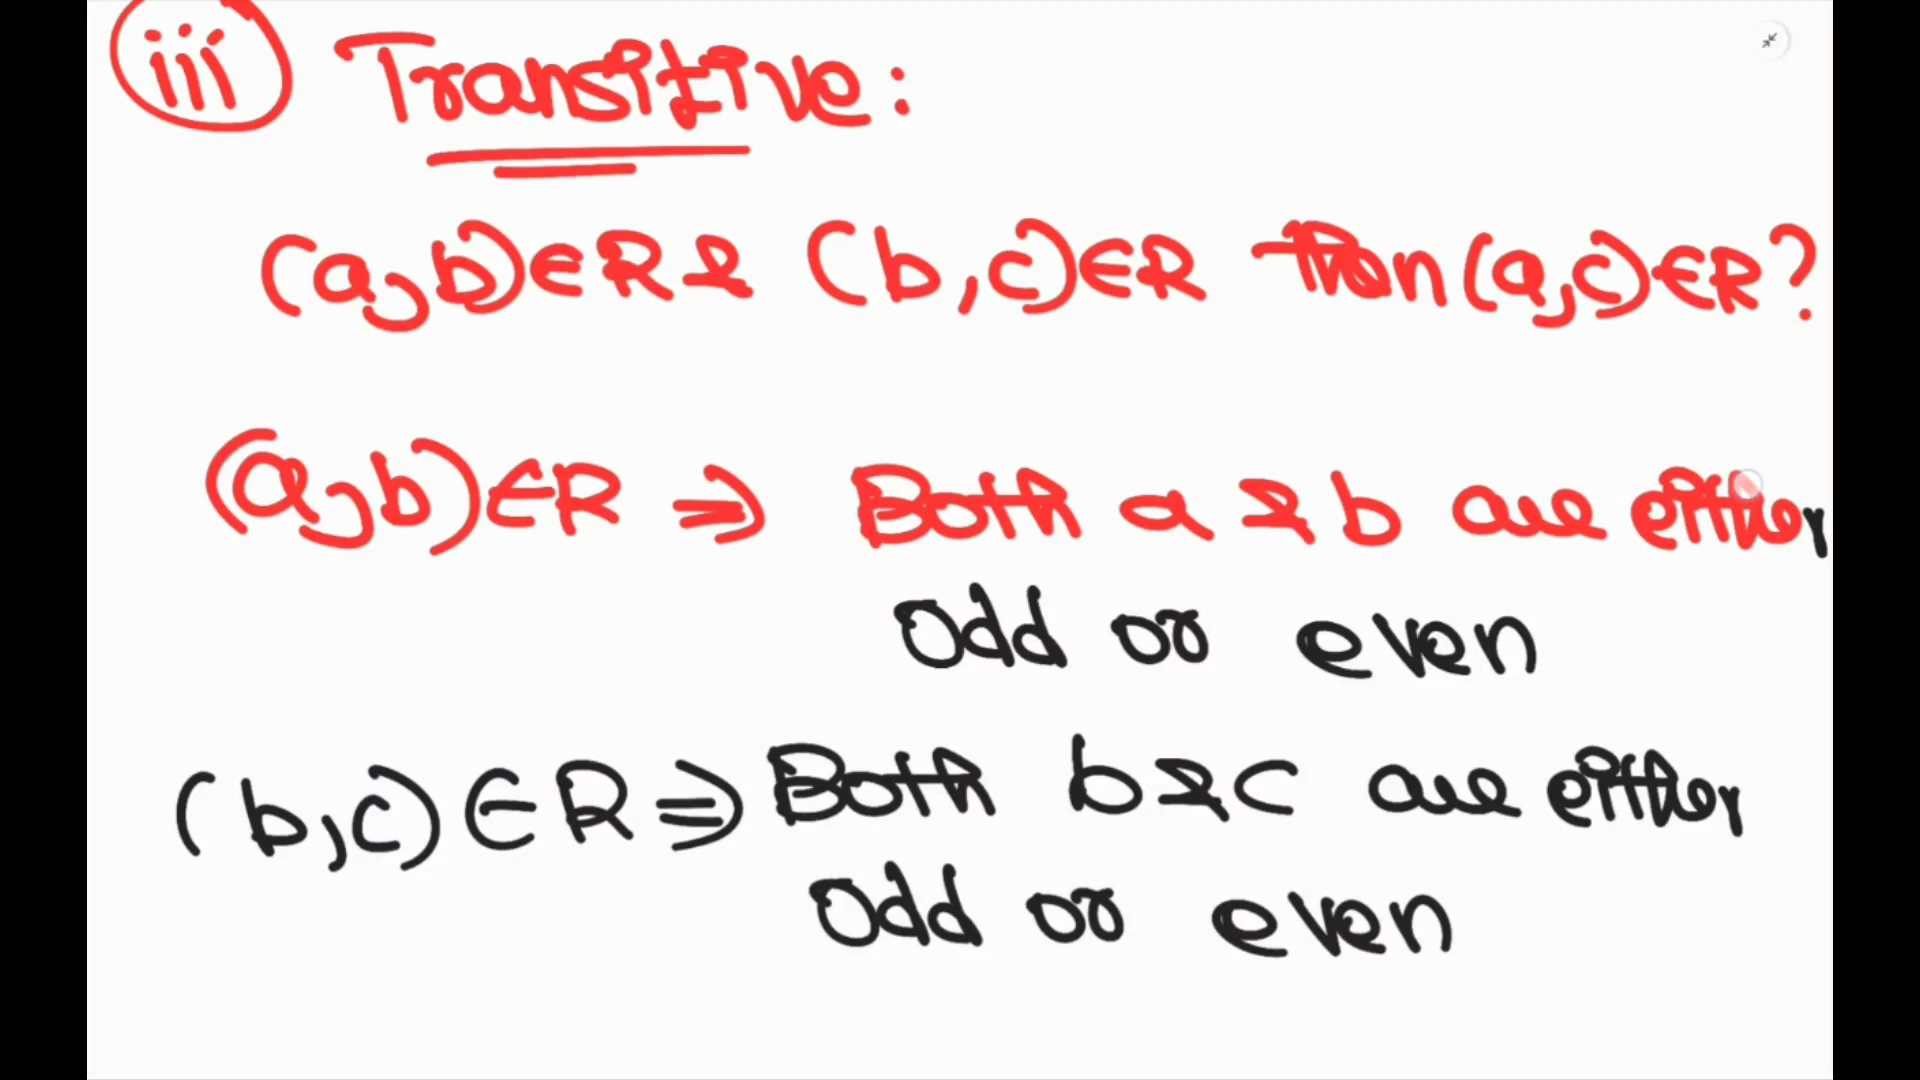 iii Transitive:
(a,b)∈R & (b,c)∈R then (a,c)∈R?
(a,b)∈R ⇒ Both a & b are either
Odd or even
(b,c)∈R ⇒ Both b & c are either
Odd or even